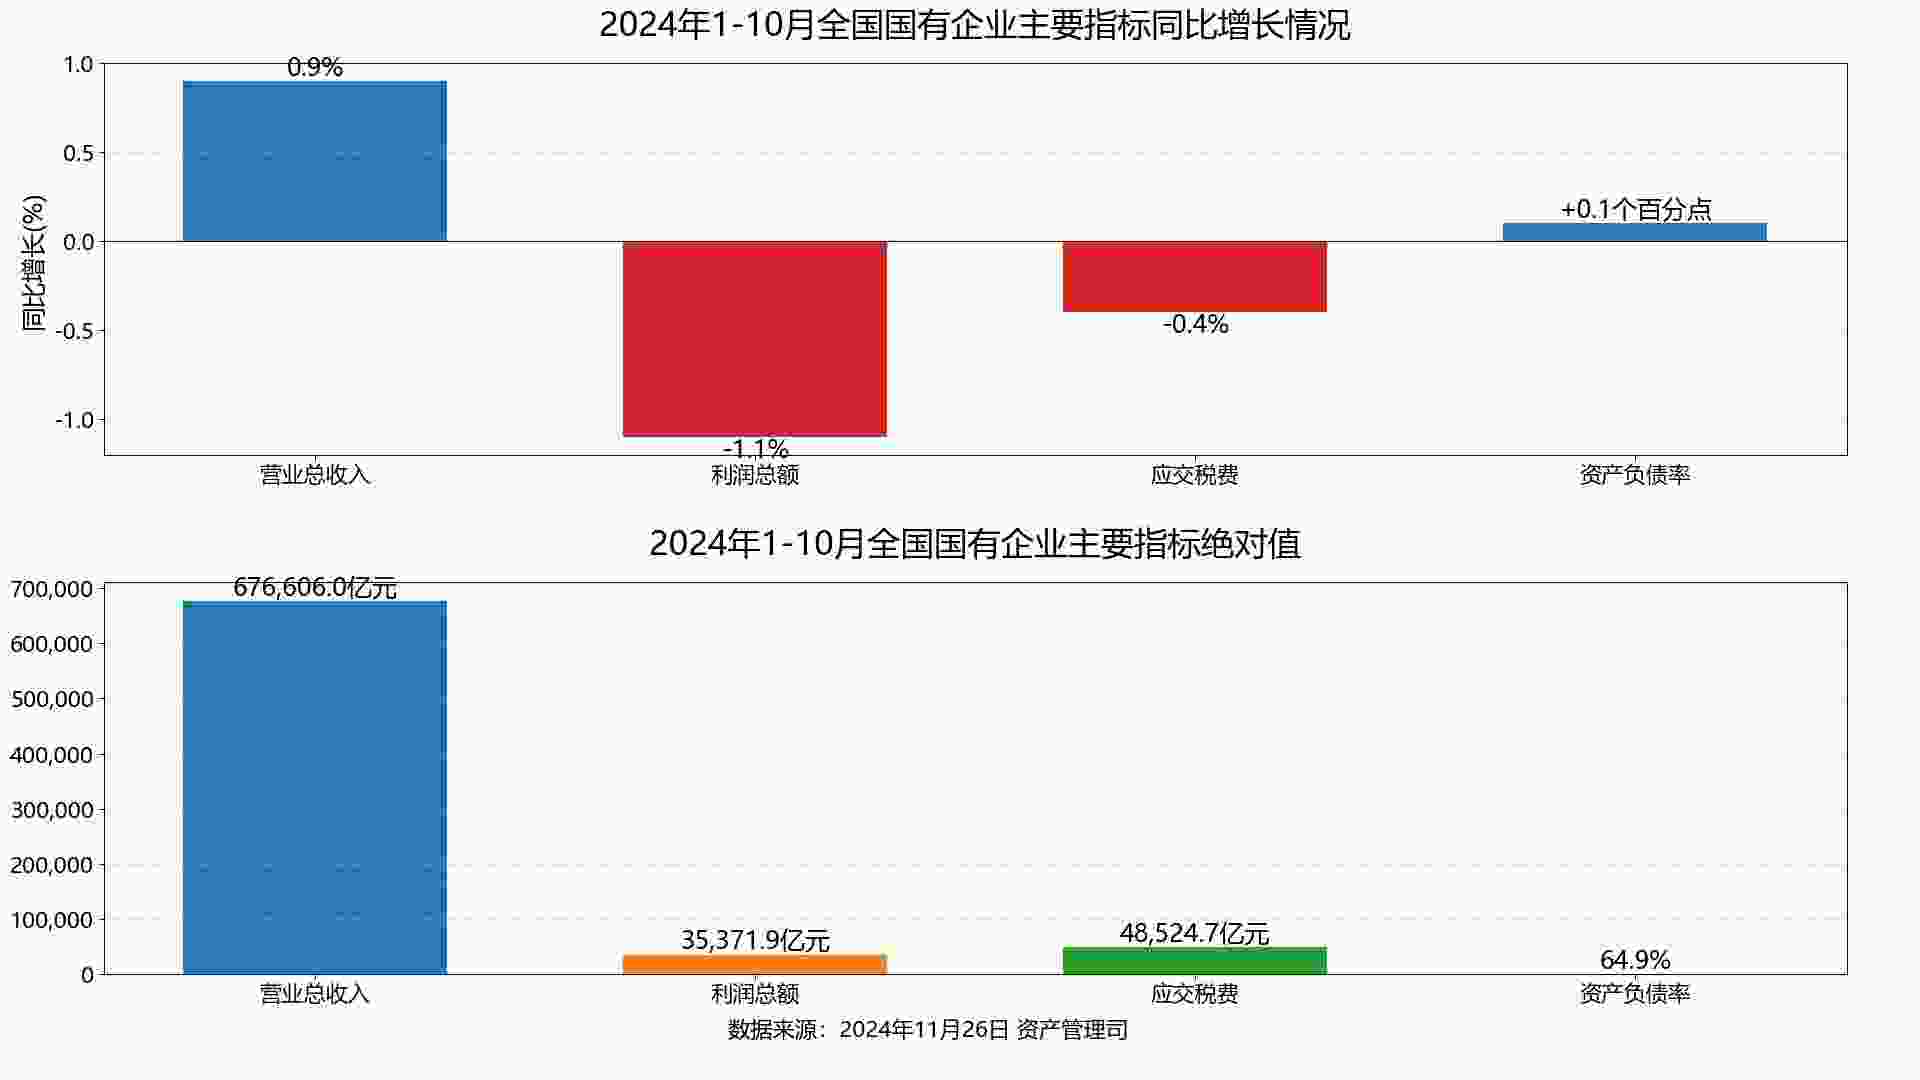 2024年1-10月全国国有企业主要指标同比增长情况
同比增长(%)
1.0
0.5
0.0
-0.5
-1.0
0.9%
-1.1%
-0.4%
+0.1个百分点
营业总收入 利润总额 应交税费 资产负债率
2024年1-10月全国国有企业主要指标绝对值
700,000
600,000
500,000
400,000
300,000
200,000
100,000
0
676,606.0亿元
35,371.9亿元
48,524.7亿元
64.9%
营业总收入 利润总额 应交税费 资产负债率
数据来源：2024年11月26日 资产管理司